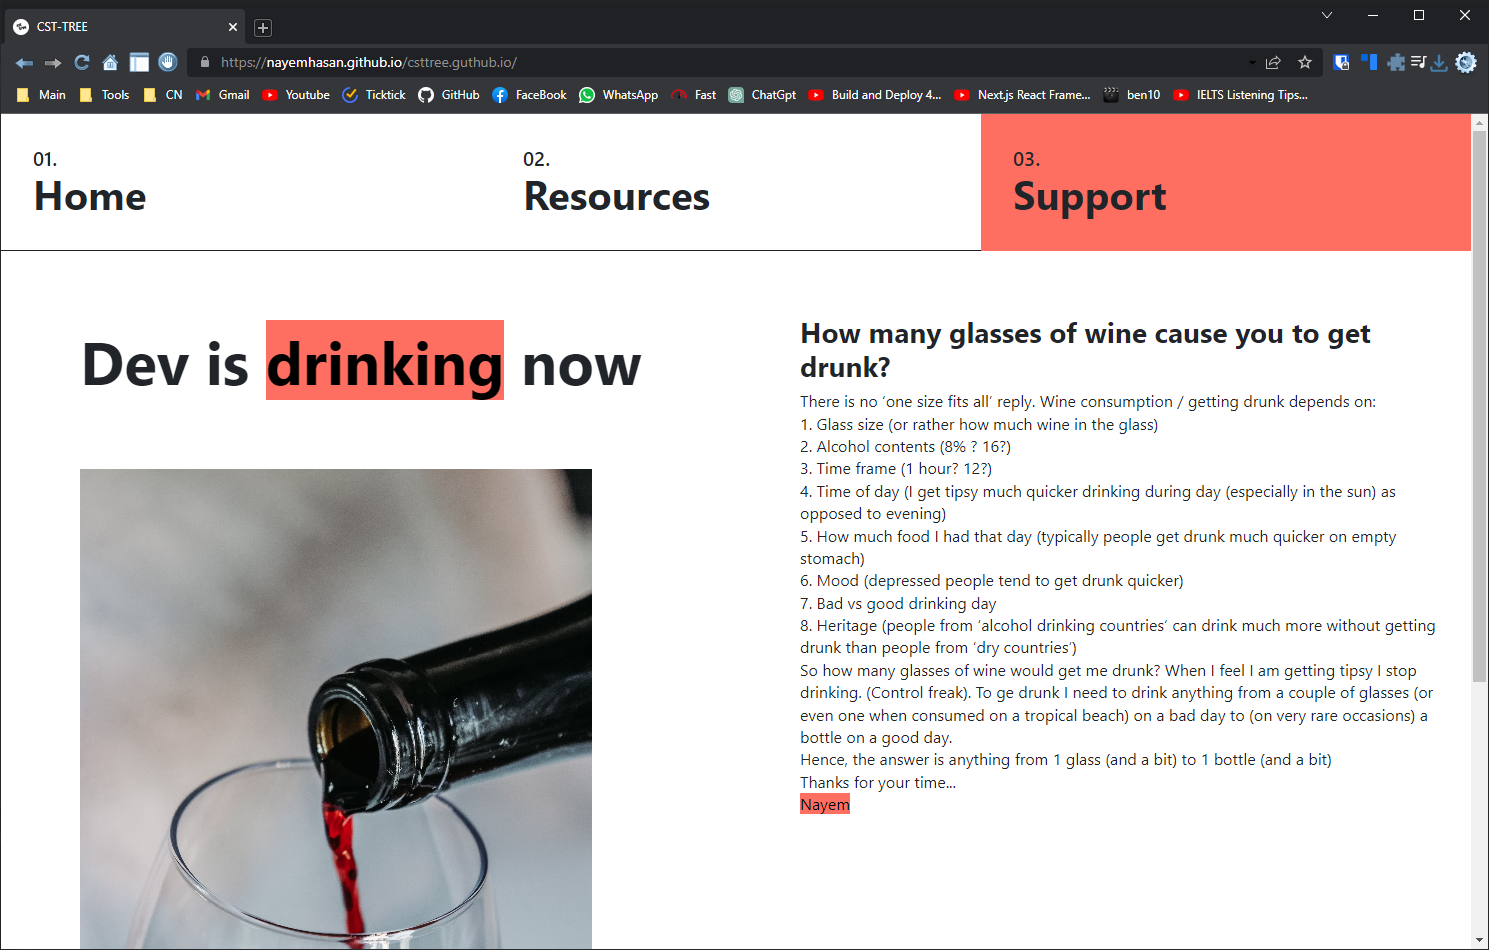 CST-TREE
https://nayemhasan.github.io/csttree.guthub.io/
Main Tools CN Gmail Youtube Ticktick GitHub FaceBook WhatsApp Fast ChatGpt Build and Deploy 4... Next.js React Frame... ben10 IELTS Listening Tips...
01.
Home
02.
Resources
03.
Support
Dev is drinking now
How many glasses of wine cause you to get
drunk?
There is no ‘one size fits all’ reply. Wine consumption / getting drunk depends on:
1. Glass size (or rather how much wine in the glass)
2. Alcohol contents (8% ? 16?)
3. Time frame (1 hour? 12?)
4. Time of day (I get tipsy much quicker drinking during day (especially in the sun) as
opposed to evening)
5. How much food I had that day (typically people get drunk much quicker on empty
stomach)
6. Mood (depressed people tend to get drunk quicker)
7. Bad vs good drinking day
8. Heritage (people from ‘alcohol drinking countries’ can drink much more without getting
drunk than people from ‘dry countries’)
So how many glasses of wine would get me drunk? When I feel I am getting tipsy I stop
drinking. (Control freak). To ge drunk I need to drink anything from a couple of glasses (or
even one when consumed on a tropical beach) on a bad day to (on very rare occasions) a
bottle on a good day.
Hence, the answer is anything from 1 glass (and a bit) to 1 bottle (and a bit)
Thanks for your time...
Nayem